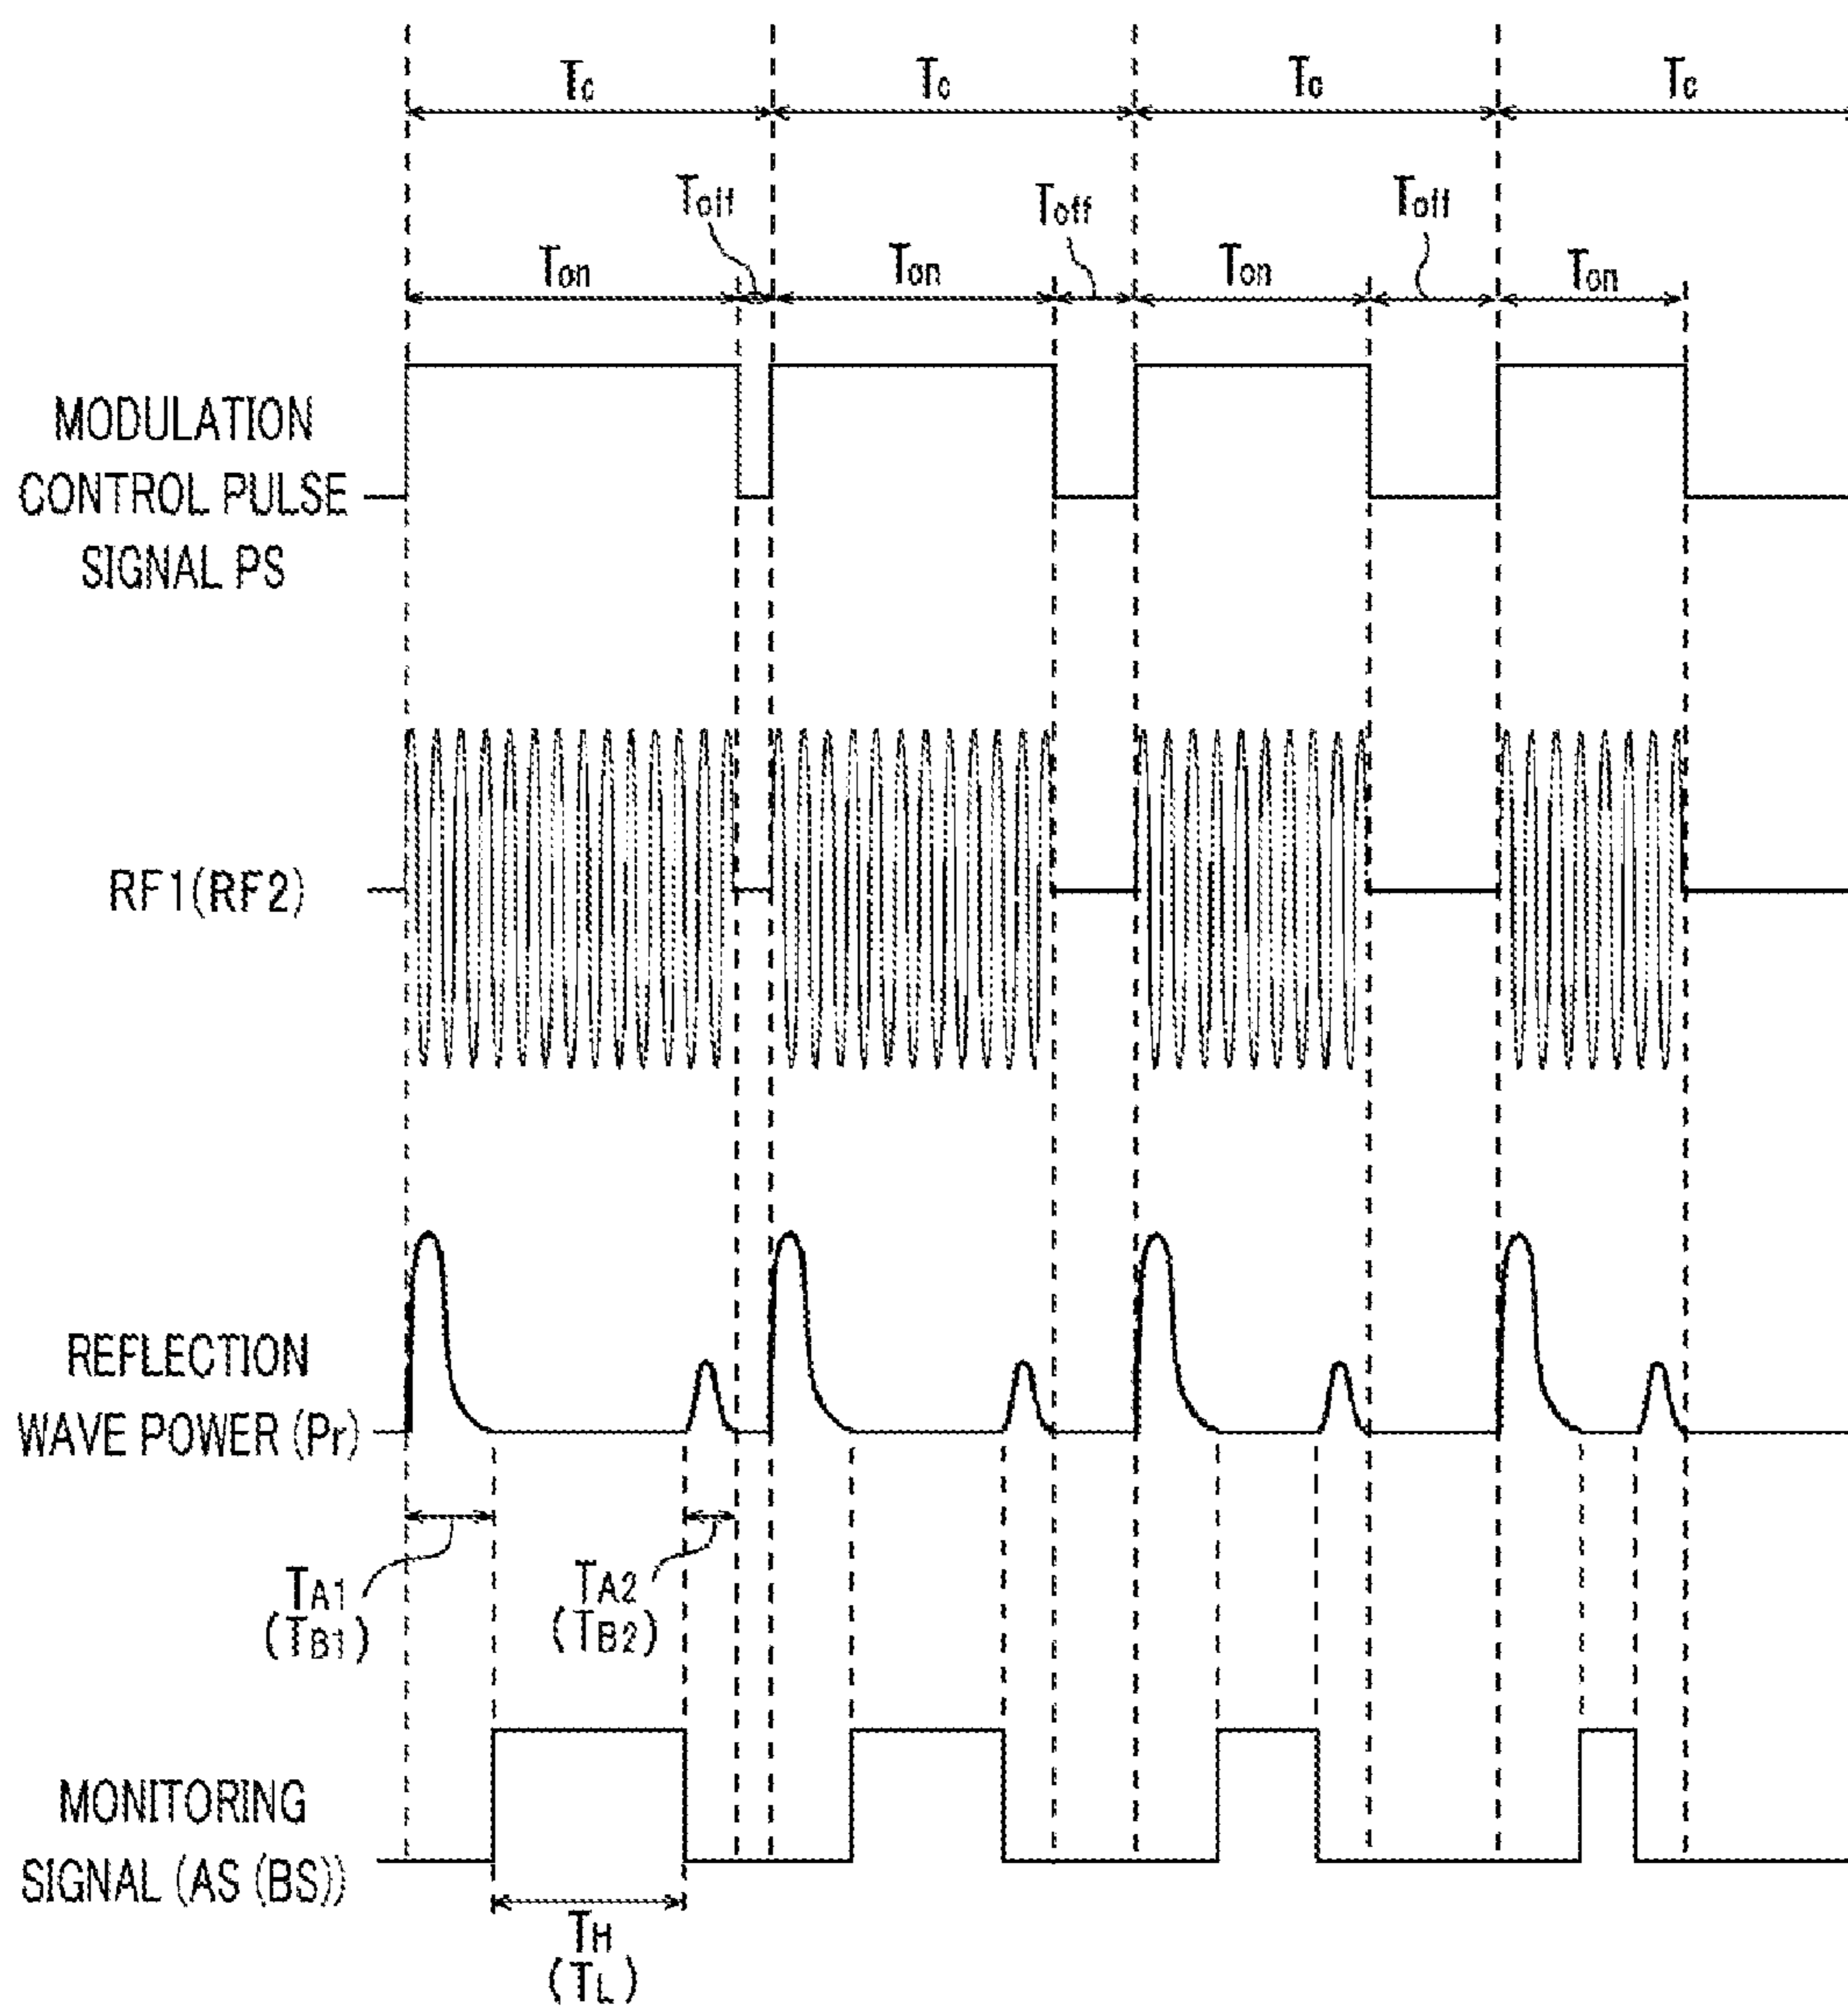 Tc Tc Tc Tc
Toff Toff Toff
Ton Ton Ton Ton
MODULATION
CONTROL PULSE
SIGNAL PS
RF1(RF2)
REFLECTION
WAVE POWER (Pr)
TA1
(TB1)
TA2
(TB2)
MONITORING
SIGNAL (AS (BS))
TH
(TL)